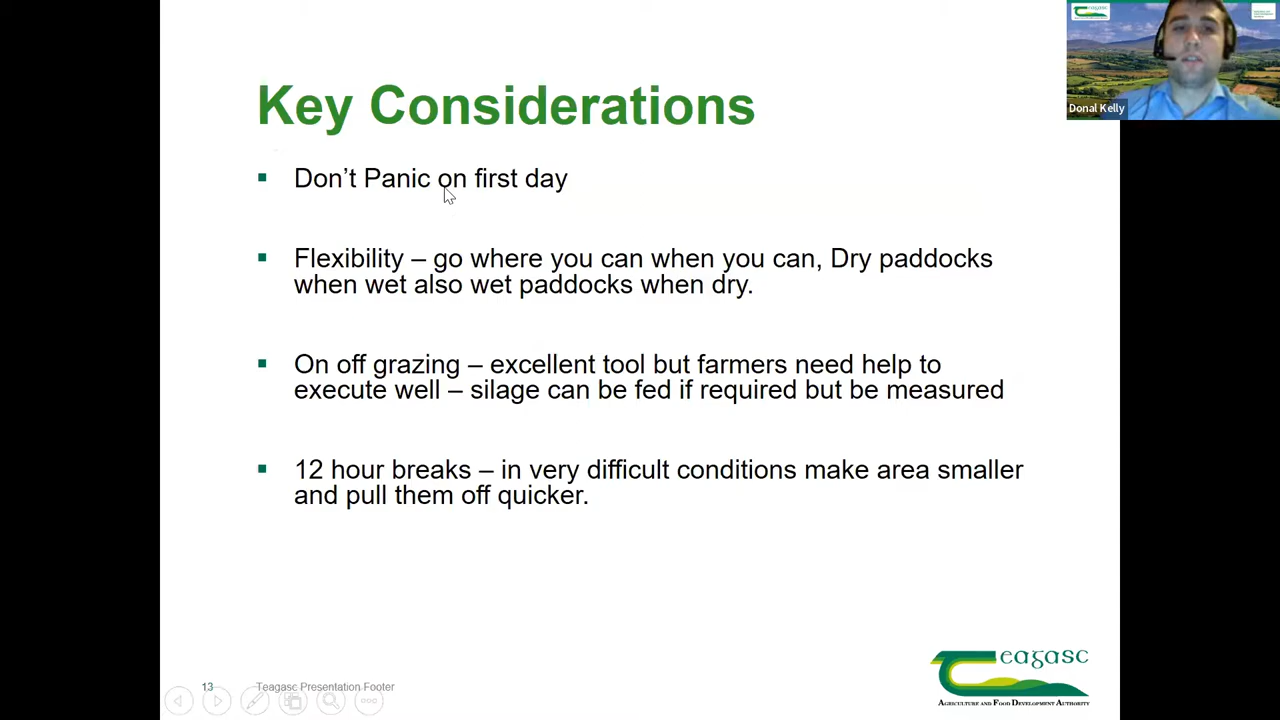 eagasc
Donal Kelly
Key Considerations
Don't Panic on first day
Flexibility – go where you can when you can, Dry paddocks
when wet also wet paddocks when dry.
On off grazing – excellent tool but farmers need help to
execute well – silage can be fed if required but be measured
12 hour breaks – in very difficult conditions make area smaller
and pull them off quicker.
13
Teagasc Presentation Footer
eagasc
AGRICULTURE AND FOOD DEVELOPMENT AUTHORITY